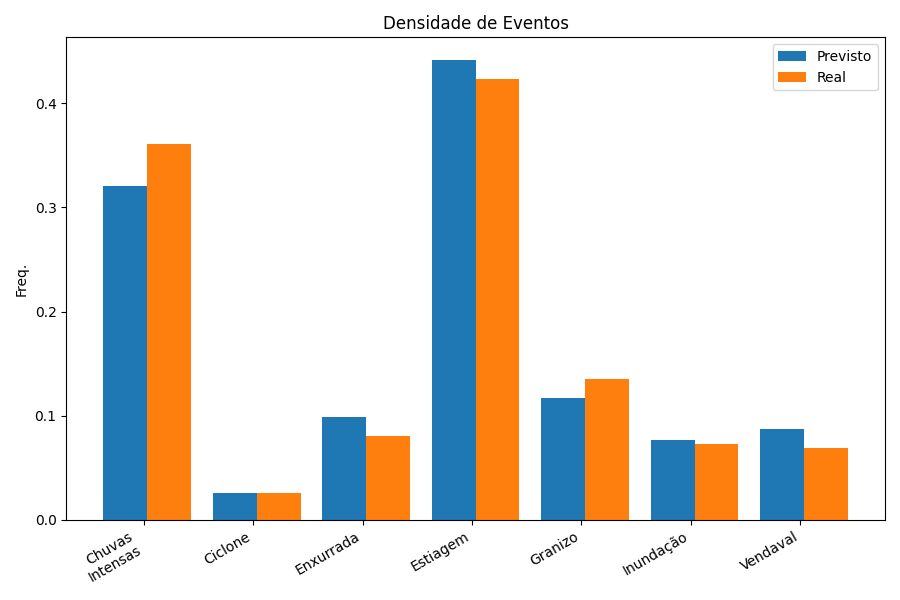 Densidade de Eventos
Previsto
Real
Freq.
0.4
0.3
0.2
0.1
0.0
Chuvas
Intensas
Ciclone
Enxurrada
Estiagem
Granizo
Inundação
Vendaval